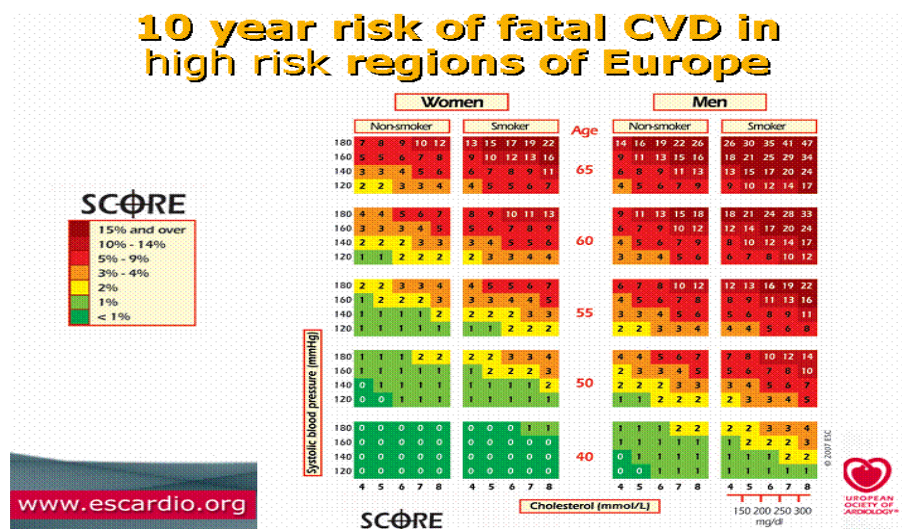 10 year risk of fatal CVD in
high risk regions of Europe
Women
Men
Non-smoker
Smoker
Age
Non-smoker
Smoker
180 7 8 9 10 12 13 15 17 19 22 14 16 19 22 26 26 30 35 41 47
160 5 5 6 7 8 9 10 12 13 16 9 11 13 15 16 18 21 25 29 34
140 3 3 4 5 6 6 7 8 9 11 65 6 8 9 11 13 13 15 17 20 24
120 2 2 3 3 4 4 5 5 6 7 4 5 6 7 9 9 10 12 14 17
180 4 4 5 6 7 8 9 10 11 13 9 11 13 15 18 18 21 24 28 33
160 3 3 3 4 5 5 6 7 8 9 6 7 9 10 12 12 14 17 20 24
140 2 2 2 3 3 3 4 5 5 6 60 4 5 6 7 9 8 10 12 14 17
120 1 1 2 2 2 2 2 3 3 4 3 3 4 5 6 6 7 8 10 12
180 2 2 3 3 4 4 5 5 6 7 6 7 8 10 12 12 13 16 19 22
160 1 2 2 2 3 3 3 4 4 5 4 5 6 7 8 8 9 11 13 16
140 1 1 1 1 2 2 2 2 3 3 55 3 3 4 5 6 5 6 8 9 11
120 1 1 1 1 1 1 1 2 2 2 2 2 3 3 4 4 4 5 6 8
180 1 1 1 2 2 2 2 3 3 4 4 4 5 6 7 7 8 10 12 14
160 1 1 1 1 1 1 2 2 2 3 2 3 3 4 5 5 6 7 8 10
140 0 1 1 1 1 1 1 1 1 2 50 2 2 2 3 3 3 4 5 6 7
120 0 0 1 1 1 1 1 1 1 1 1 1 2 2 2 2 3 3 4 5
180 0 0 0 0 0 0 0 0 1 1 1 1 1 2 2 2 2 3 3 4
160 0 0 0 0 0 0 0 0 0 0 1 1 1 1 1 1 2 2 2 3
140 0 0 0 0 0 0 0 0 0 0 40 0 1 1 1 1 1 1 1 2 2
120 0 0 0 0 0 0 0 0 0 0 0 0 1 1 1 1 1 1 1 1
4 5 6 7 8 4 5 6 7 8 4 5 6 7 8 4 5 6 7 8
Systolic blood pressure (mmHg)
Cholesterol (mmol/L)
150 200 250 300
mg/dl
© 2007 ESC
SCORE
15% and over
10% - 14%
5% - 9%
3% - 4%
2%
1%
< 1%
www.escardio.org
SCORE
EUROPEAN
SOCIETY OF
CARDIOLOGY®